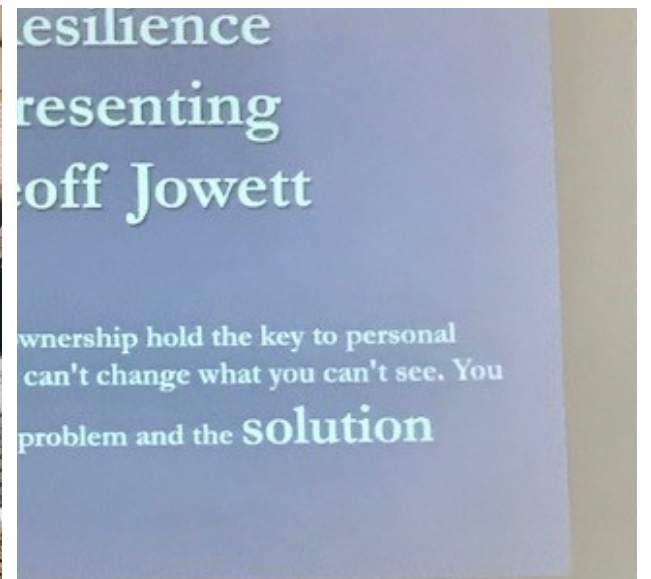 esilience
resenting
eoff Jowett
wnership hold the key to personal
can't change what you can't see. You
problem and the solution